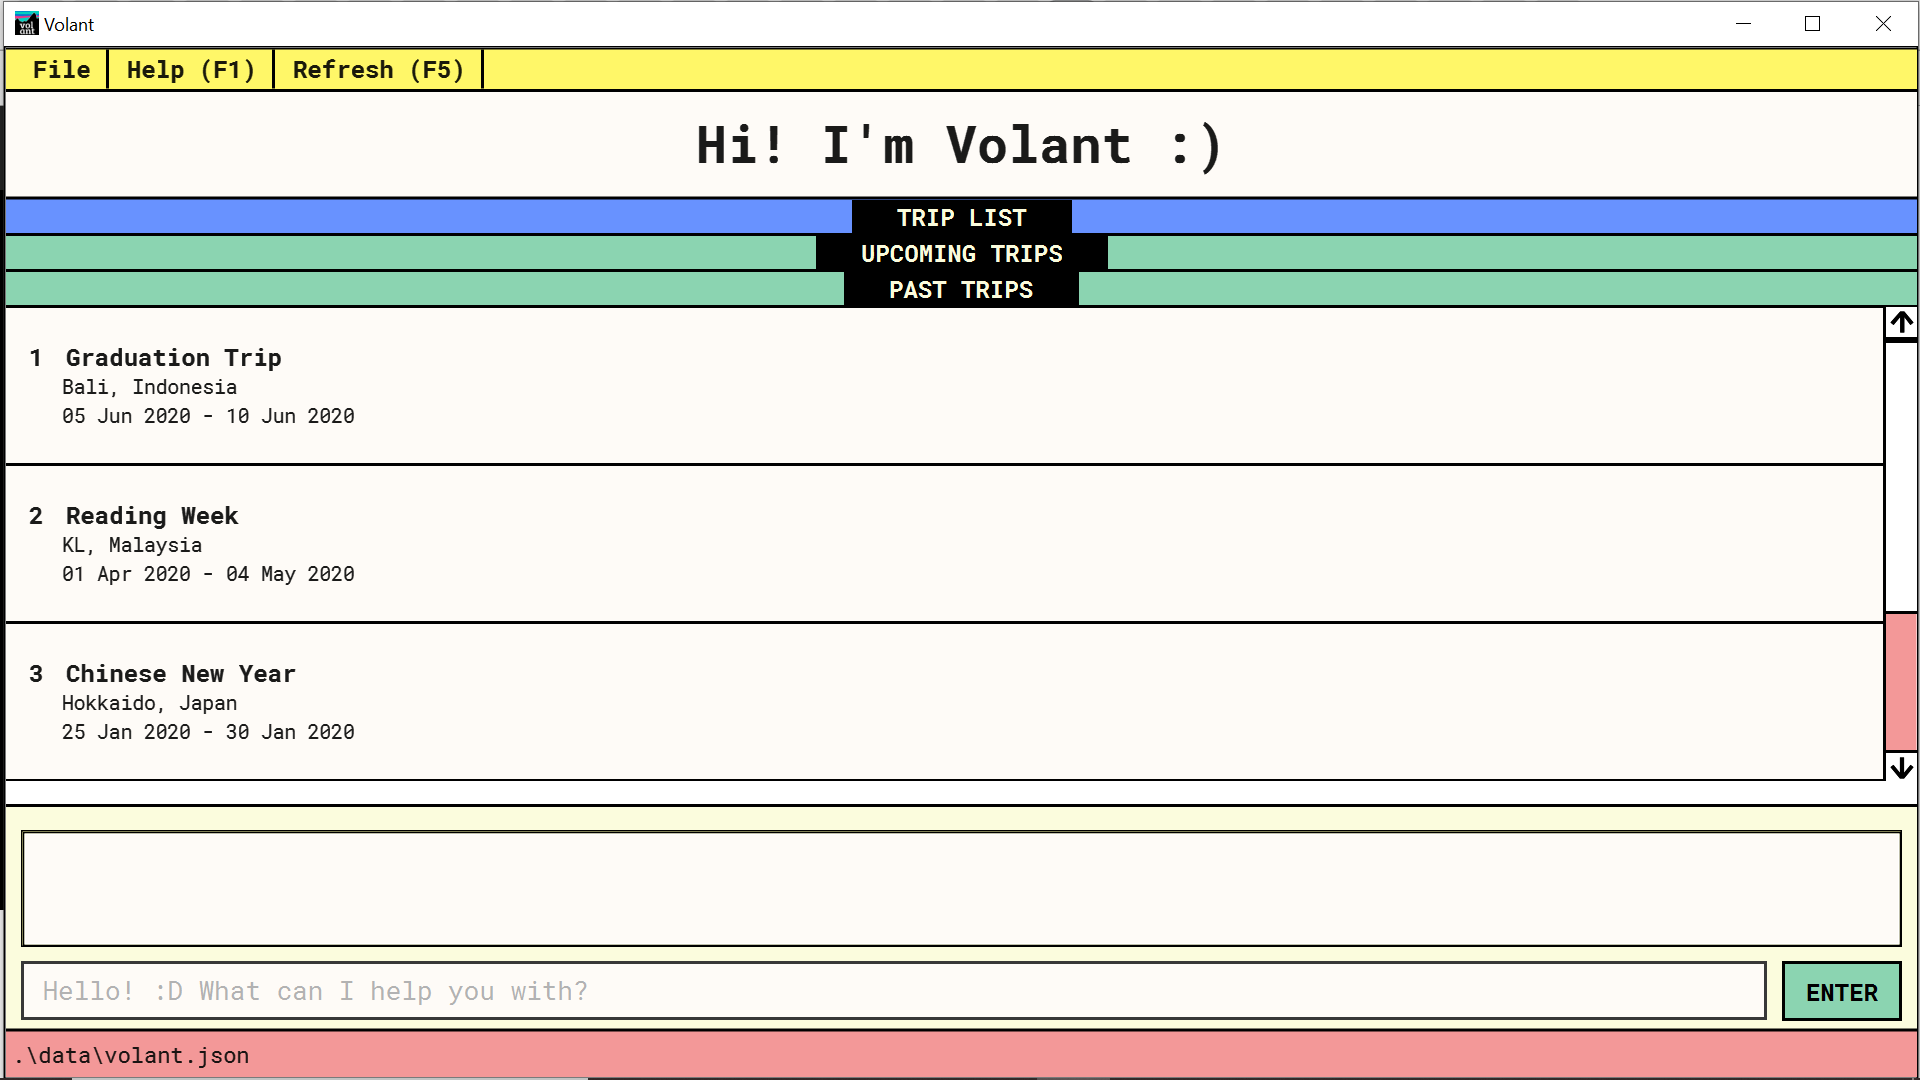 vol
ant
Volant
File Help (F1) Refresh (F5)
Hi! I'm Volant :)
TRIP LIST
UPCOMING TRIPS
PAST TRIPS
1 Graduation Trip
Bali, Indonesia
05 Jun 2020 - 10 Jun 2020
2 Reading Week
KL, Malaysia
01 Apr 2020 - 04 May 2020
3 Chinese New Year
Hokkaido, Japan
25 Jan 2020 - 30 Jan 2020
Hello! :D What can I help you with?
ENTER
.\data\volant.json